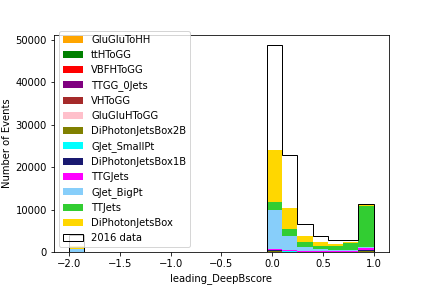 50000
40000
30000
20000
10000
0
Number of Events
GluGluToHH
ttHToGG
VBFHToGG
TTGG_0Jets
VHToGG
GluGluHToGG
DiPhotonJetsBox2B
GJet_SmallPt
DiPhotonJetsBox1B
TTGJets
GJet_BigPt
TTJets
DiPhotonJetsBox
2016 data
−2.0 −1.5 −1.0 −0.5 0.0 0.5 1.0
leading_DeepBscore